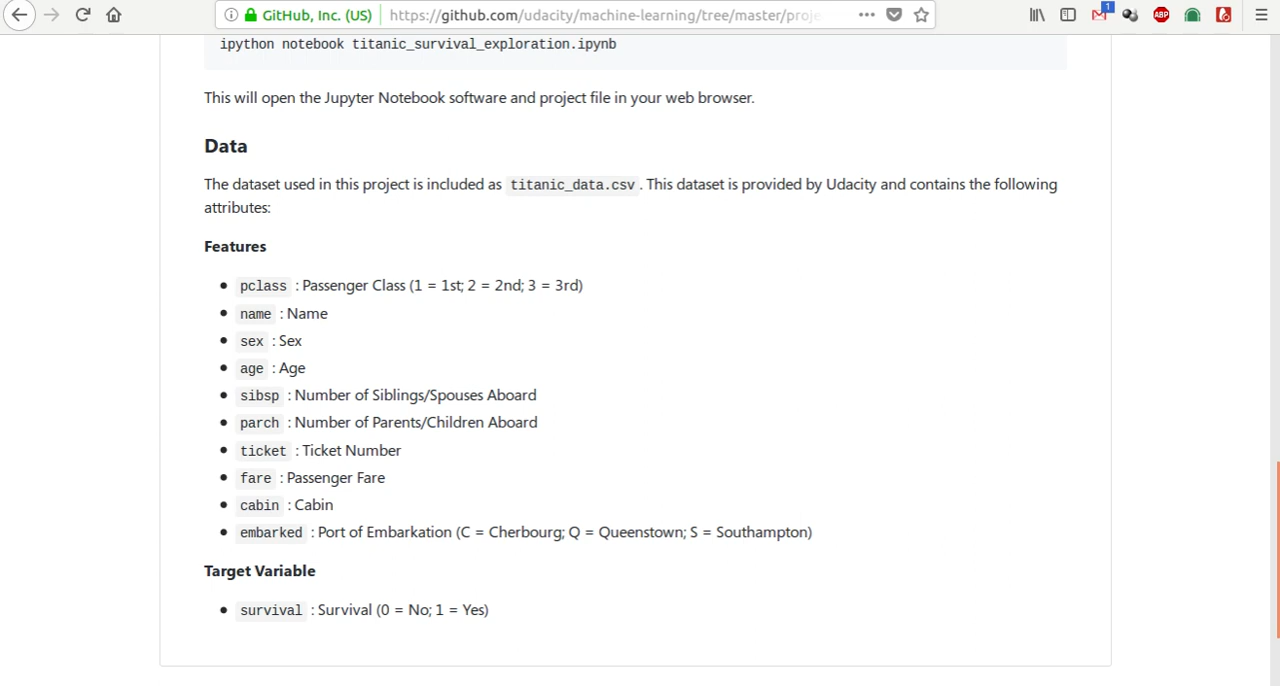 GitHub, Inc. (US) https://github.com/udacity/machine-learning/tree/master/proje
1
ABP
ipython notebook titanic_survival_exploration.ipynb
This will open the Jupyter Notebook software and project file in your web browser.
Data
The dataset used in this project is included as titanic_data.csv. This dataset is provided by Udacity and contains the following
attributes:
Features
pclass : Passenger Class (1 = 1st; 2 = 2nd; 3 = 3rd)
name : Name
sex : Sex
age : Age
sibsp : Number of Siblings/Spouses Aboard
parch : Number of Parents/Children Aboard
ticket : Ticket Number
fare : Passenger Fare
cabin : Cabin
embarked : Port of Embarkation (C = Cherbourg; Q = Queenstown; S = Southampton)
Target Variable
survival : Survival (0 = No; 1 = Yes)